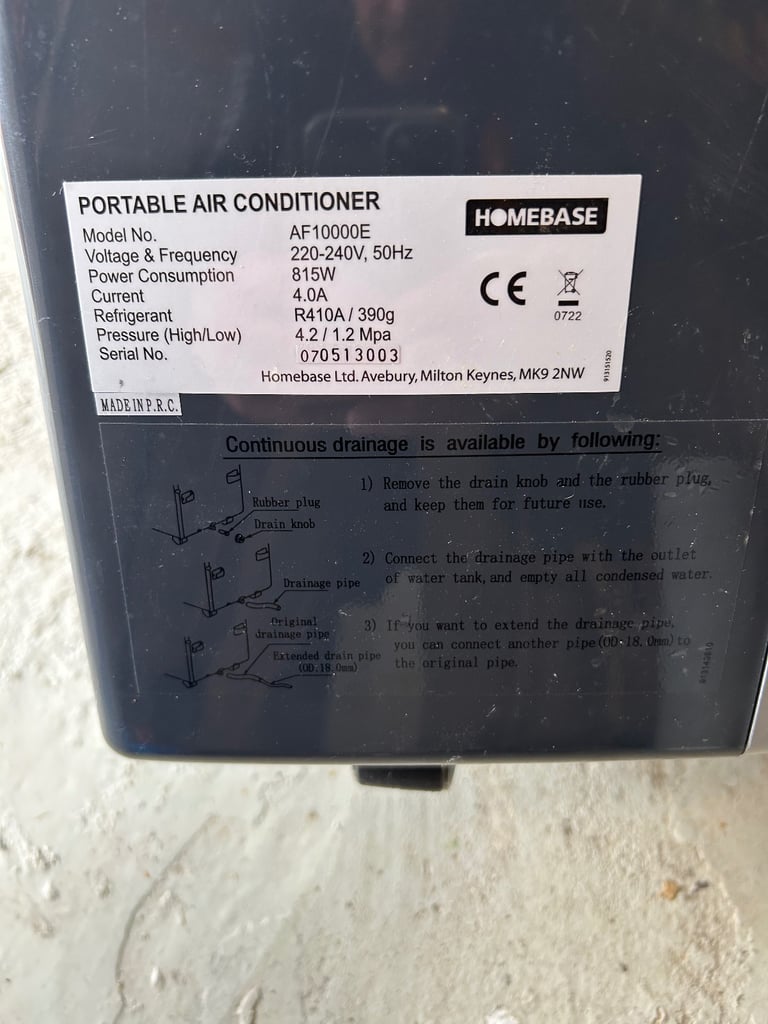 PORTABLE AIR CONDITIONER
HOMEBASE
Model No. AF10000E
Voltage & Frequency 220-240V, 50Hz
Power Consumption 815W
Current 4.0A
Refrigerant R410A / 390g
Pressure (High/Low) 4.2 / 1.2 Mpa
Serial No. 070513003
CE
0722
Homebase Ltd. Avebury, Milton Keynes, MK9 2NW
913151520
MADE IN P.R.C.
Continuous drainage is available by following:
Rubber plug
Drain knob
1) Remove the drain knob and the rubber plug,
and keep them for future use.
Drainage pipe
2) Connect the drainage pipe with the outlet
of water tank, and empty all condensed water.
Original
drainage pipe
Extended drain pipe
(OD.18.0mm)
3) If you want to extend the drainage pipe,
you can connect another pipe(OD.18.0mm)to
the original pipe.